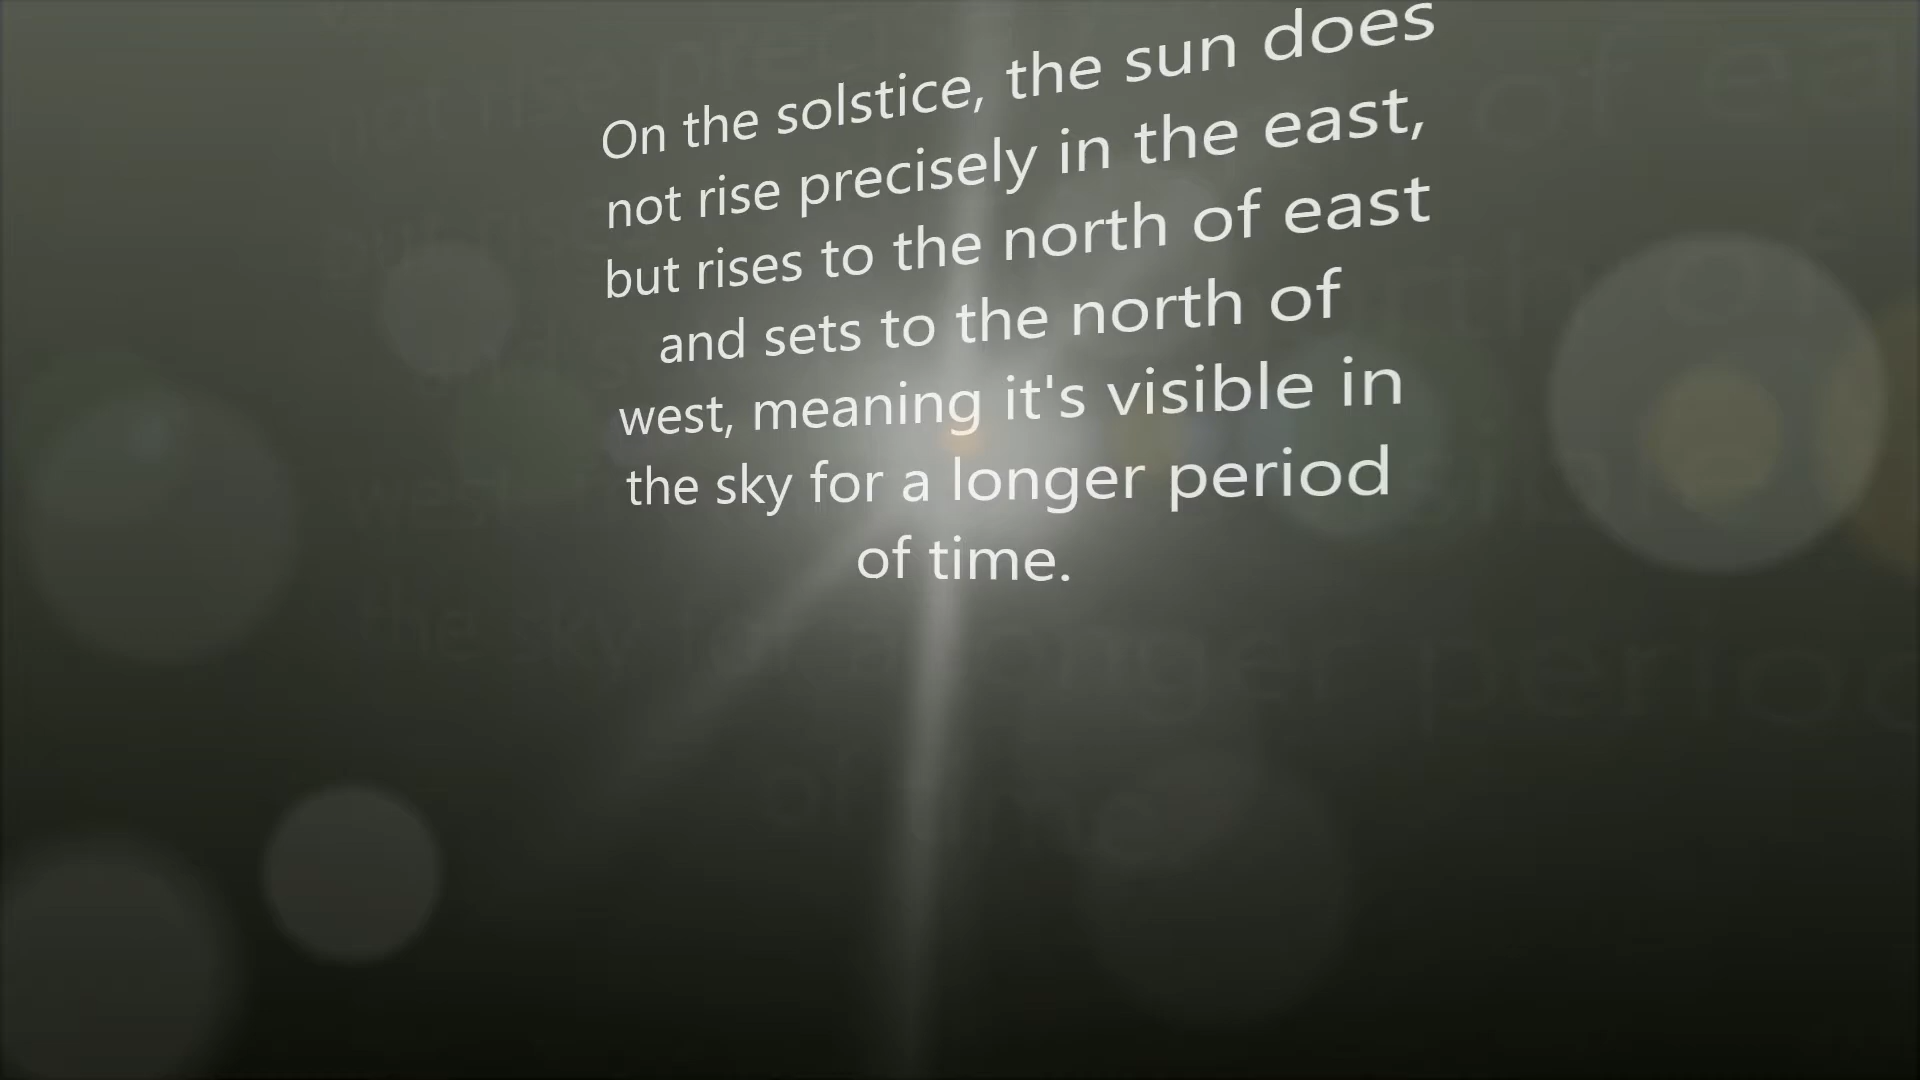 On the solstice, the sun does
not rise precisely in the east,
but rises to the north of east
and sets to the north of
west, meaning it's visible in
the sky for a longer period
of time.